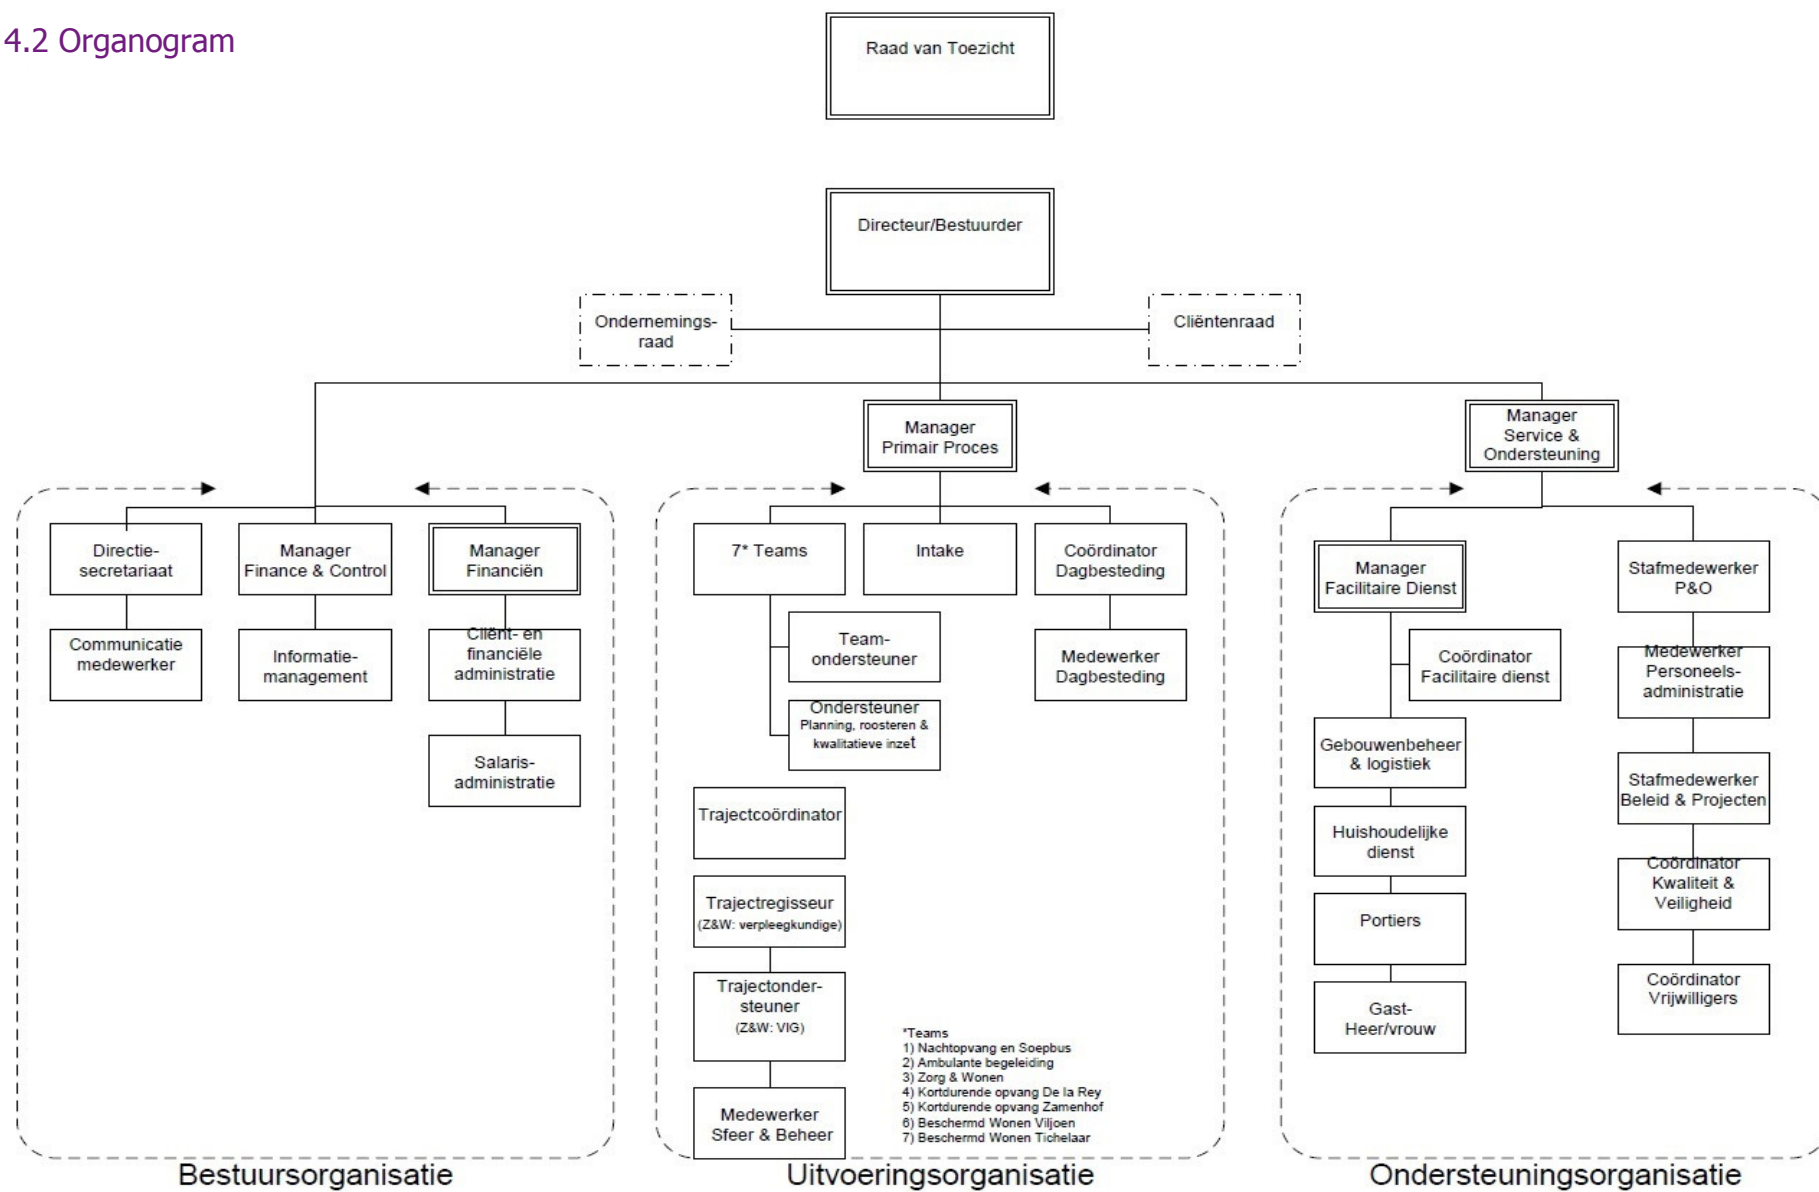 4.2 Organogram
Raad van Toezicht
Directeur/Bestuurder
Ondernemings-
raad
Cliëntenraad
Manager
Primair Proces
Manager
Service &
Ondersteuning
Directie-
secretariaat
Manager
Finance & Control
Manager
Financiën
Communicatie
medewerker
Informatie-
management
Cliënt- en
financiële
administratie
Salaris-
administratie
Bestuursorganisatie
7* Teams
Intake
Coördinator
Dagbesteding
Team-
ondersteuner
Medewerker
Dagbesteding
Ondersteuner
Planning, roosteren &
kwalitatieve inzet
Trajectcoördinator
Trajectregisseur
(Z&W: verpleegkundige)
Trajectonder-
steuner
(Z&W: VIG)
Medewerker
Sfeer & Beheer
*Teams
1) Nachtopvang en Soepbus
2) Ambulante begeleiding
3) Zorg & Wonen
4) Kortdurende opvang De la Rey
5) Kortdurende opvang Zamenhof
6) Beschermd Wonen Viljoen
7) Beschermd Wonen Tichelaar
Uitvoeringsorganisatie
Manager
Facilitaire Dienst
Stafmedewerker
P&O
Coördinator
Facilitaire dienst
Medewerker
Personeels-
administratie
Gebouwenbeheer
& logistiek
Stafmedewerker
Beleid & Projecten
Huishoudelijke
dienst
Coördinator
Kwaliteit &
Veiligheid
Portiers
Coördinator
Vrijwilligers
Gast-
Heer/vrouw
Ondersteuningsorganisatie